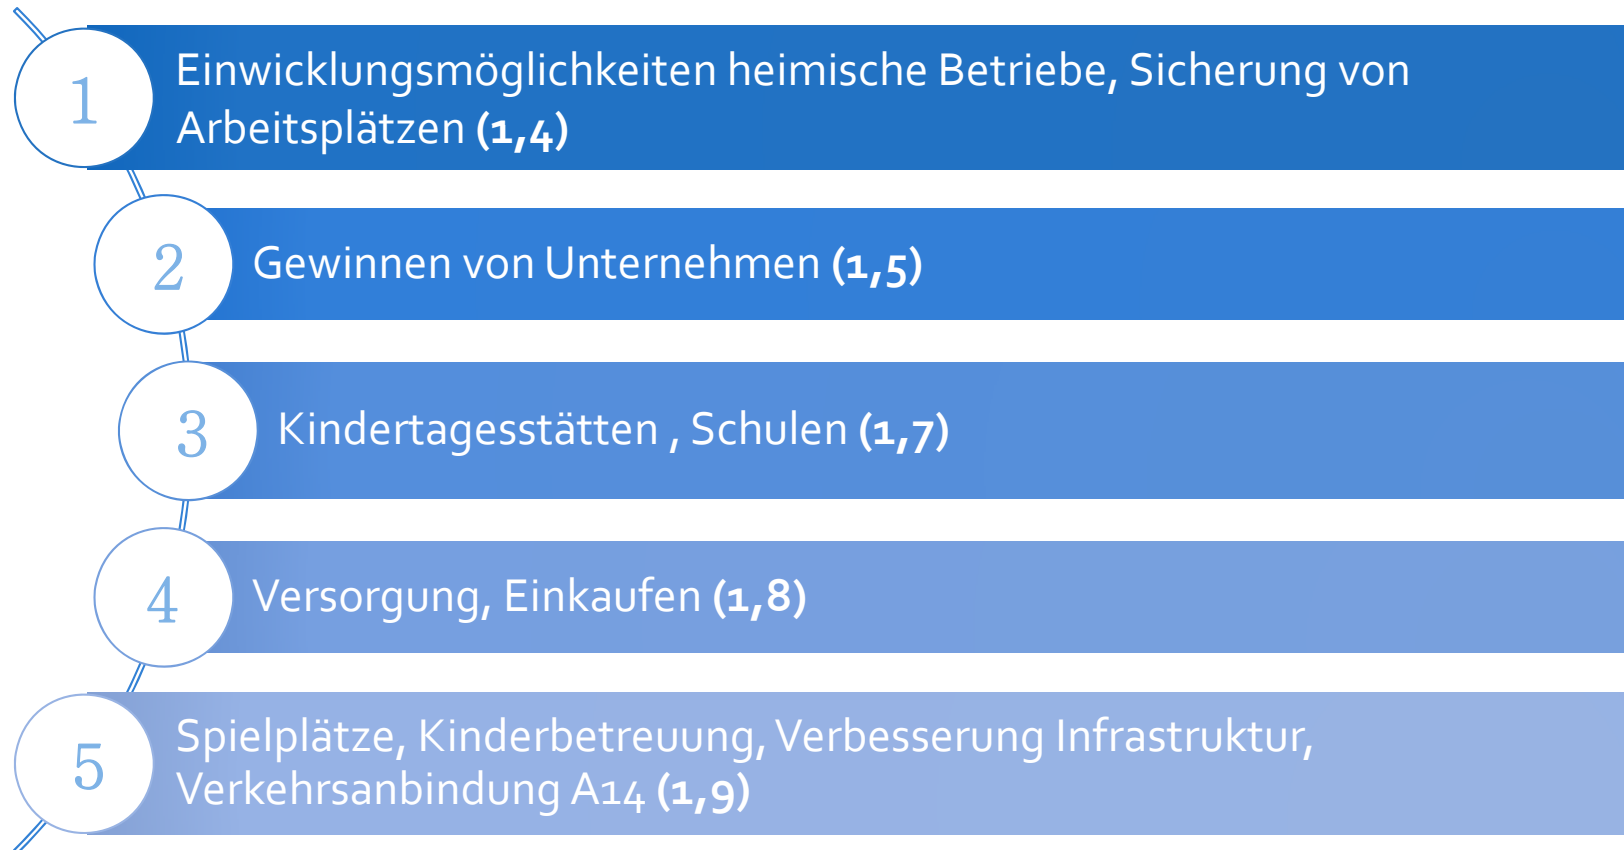 1
Einwicklungsmöglichkeiten heimische Betriebe, Sicherung von
Arbeitsplätzen (1,4)
2
Gewinnen von Unternehmen (1,5)
3
Kindertagesstätten , Schulen (1,7)
4
Versorgung, Einkaufen (1,8)
5
Spielplätze, Kinderbetreuung, Verbesserung Infrastruktur,
Verkehrsanbindung A14 (1,9)